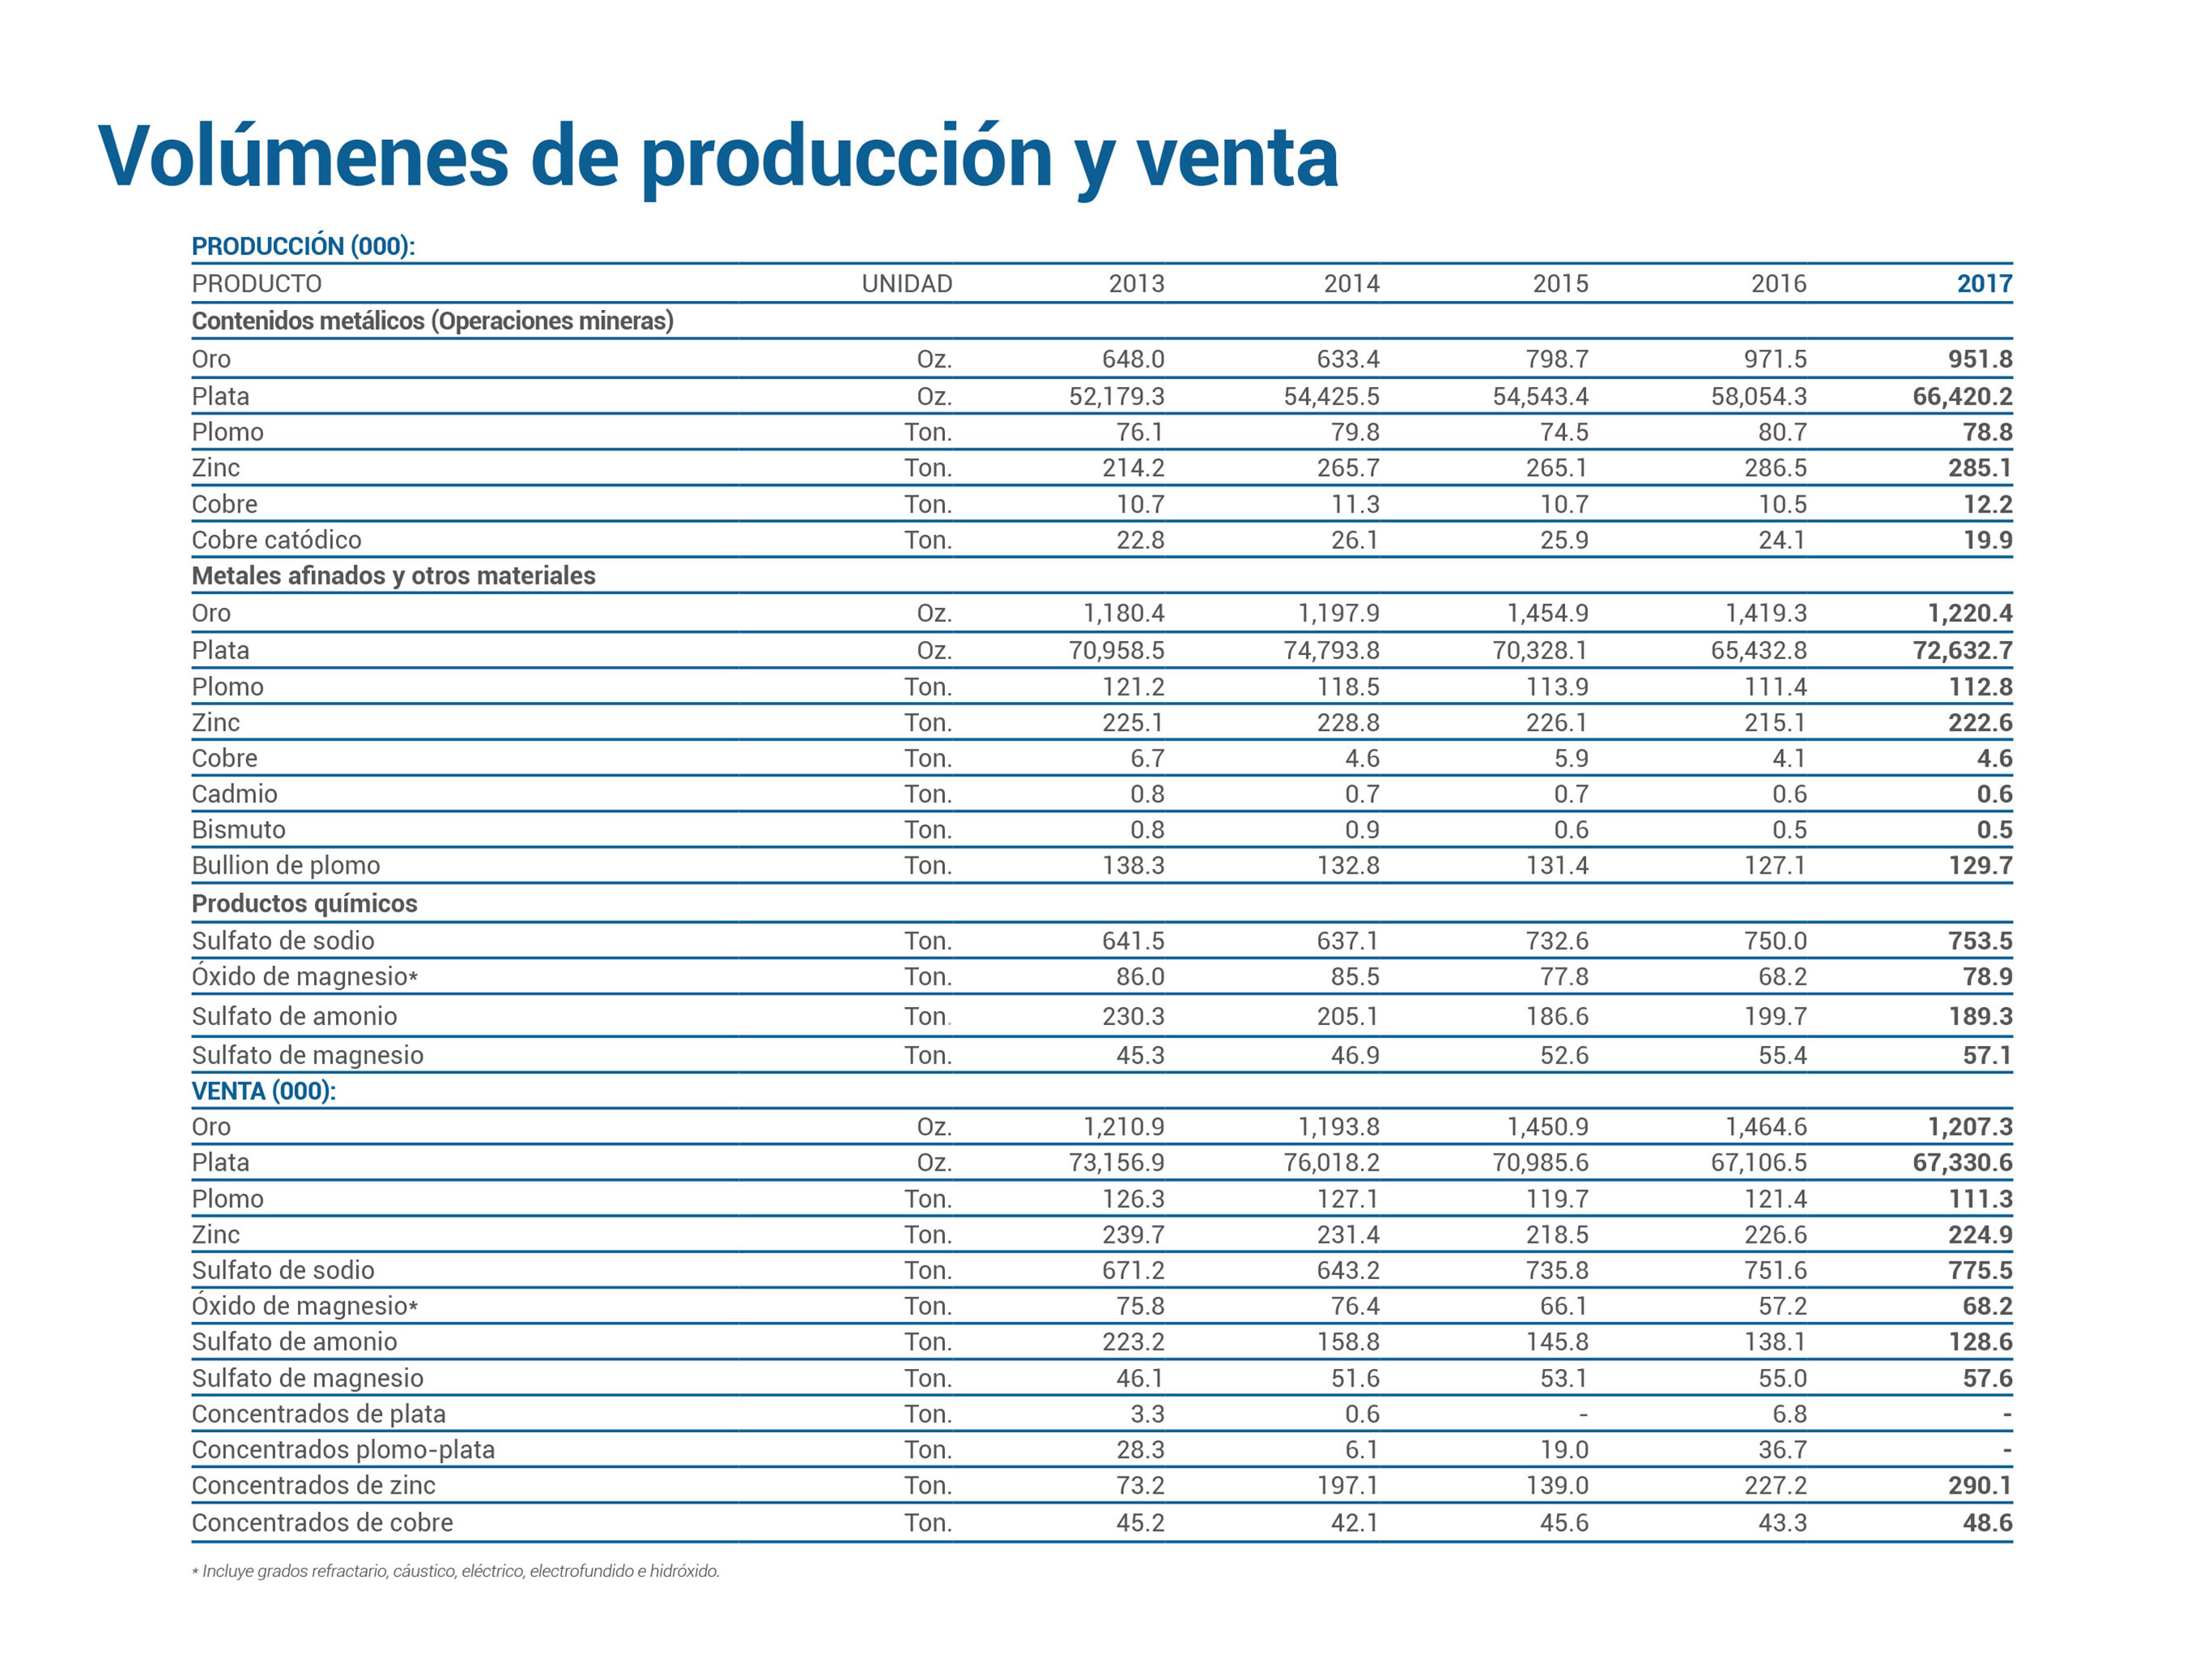 Volúmenes de producción y venta
PRODUCCIÓN (000):
PRODUCTO UNIDAD 2013 2014 2015 2016 2017
Contenidos metálicos (Operaciones mineras)
Oro Oz. 648.0 633.4 798.7 971.5 951.8
Plata Oz. 52,179.3 54,425.5 54,543.4 58,054.3 66,420.2
Plomo Ton. 76.1 79.8 74.5 80.7 78.8
Zinc Ton. 214.2 265.7 265.1 286.5 285.1
Cobre Ton. 10.7 11.3 10.7 10.5 12.2
Cobre catódico Ton. 22.8 26.1 25.9 24.1 19.9
Metales afinados y otros materiales
Oro Oz. 1,180.4 1,197.9 1,454.9 1,419.3 1,220.4
Plata Oz. 70,958.5 74,793.8 70,328.1 65,432.8 72,632.7
Plomo Ton. 121.2 118.5 113.9 111.4 112.8
Zinc Ton. 225.1 228.8 226.1 215.1 222.6
Cobre Ton. 6.7 4.6 5.9 4.1 4.6
Cadmio Ton. 0.8 0.7 0.7 0.6 0.6
Bismuto Ton. 0.8 0.9 0.6 0.5 0.5
Bullion de plomo Ton. 138.3 132.8 131.4 127.1 129.7
Productos químicos
Sulfato de sodio Ton. 641.5 637.1 732.6 750.0 753.5
Óxido de magnesio* Ton. 86.0 85.5 77.8 68.2 78.9
Sulfato de amonio Ton. 230.3 205.1 186.6 199.7 189.3
Sulfato de magnesio Ton. 45.3 46.9 52.6 55.4 57.1
VENTA (000):
Oro Oz. 1,210.9 1,193.8 1,450.9 1,464.6 1,207.3
Plata Oz. 73,156.9 76,018.2 70,985.6 67,106.5 67,330.6
Plomo Ton. 126.3 127.1 119.7 121.4 111.3
Zinc Ton. 239.7 231.4 218.5 226.6 224.9
Sulfato de sodio Ton. 671.2 643.2 735.8 751.6 775.5
Óxido de magnesio* Ton. 75.8 76.4 66.1 57.2 68.2
Sulfato de amonio Ton. 223.2 158.8 145.8 138.1 128.6
Sulfato de magnesio Ton. 46.1 51.6 53.1 55.0 57.6
Concentrados de plata Ton. 3.3 0.6 - 6.8 -
Concentrados plomo-plata Ton. 28.3 6.1 19.0 36.7 -
Concentrados de zinc Ton. 73.2 197.1 139.0 227.2 290.1
Concentrados de cobre Ton. 45.2 42.1 45.6 43.3 48.6
* Incluye grados refractario, cáustico, eléctrico, electrofundido e hidróxido.